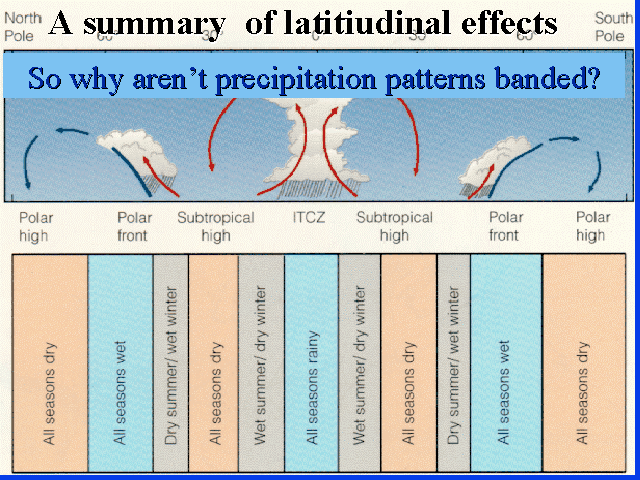 A summary of latitiudinal effects
North
Pole
60°
30°
0°
30°
60°
South
Pole
So why aren't precipitation patterns banded?
Polar
high
Polar
front
Subtropical
high
ITCZ
Subtropical
high
Polar
front
Polar
high
All seasons dry
All seasons wet
Dry summer/ wet winter
All seasons dry
Wet summer/ dry winter
All seasons rainy
Wet summer/ dry winter
All seasons dry
Dry summer/ wet winter
All seasons wet
All seasons dry